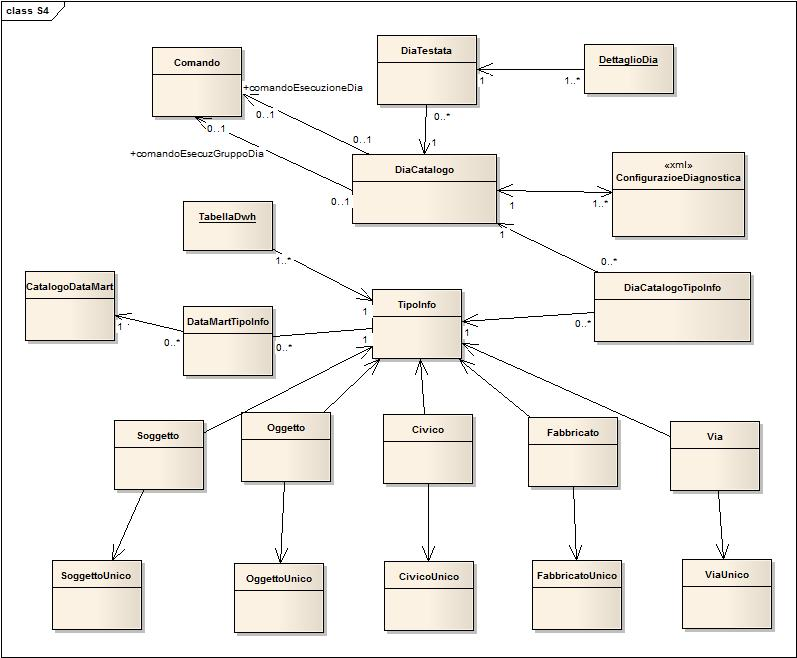 class S4
Comando
DiaTestata
DettaglioDia
1
1..*
+comandoEsecuzioneDia
0..1
0..*
0..1
+comandoEsecuzGruppoDia
0..1
1
DiaCatalogo
0..1
«xml»
ConfigurazioeDiagnostica
1
1..*
TabellaDwh
1..*
1
0..*
CatalogoDataMart
DataMartTipoInfo
TipoInfo
DiaCatalogoTipoInfo
1
1
0..*
0..*
0..*
1
1
Soggetto
Oggetto
Civico
Fabbricato
Via
SoggettoUnico
OggettoUnico
CivicoUnico
FabbricatoUnico
ViaUnico